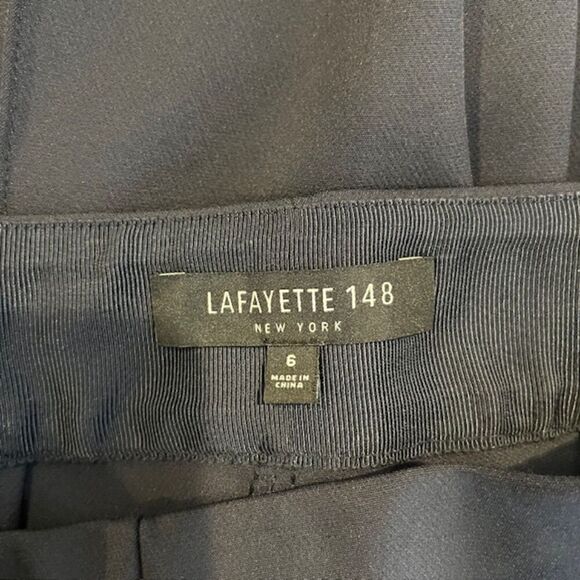 LAFAYETTE 148
NEW YORK
6
MADE IN
CHINA